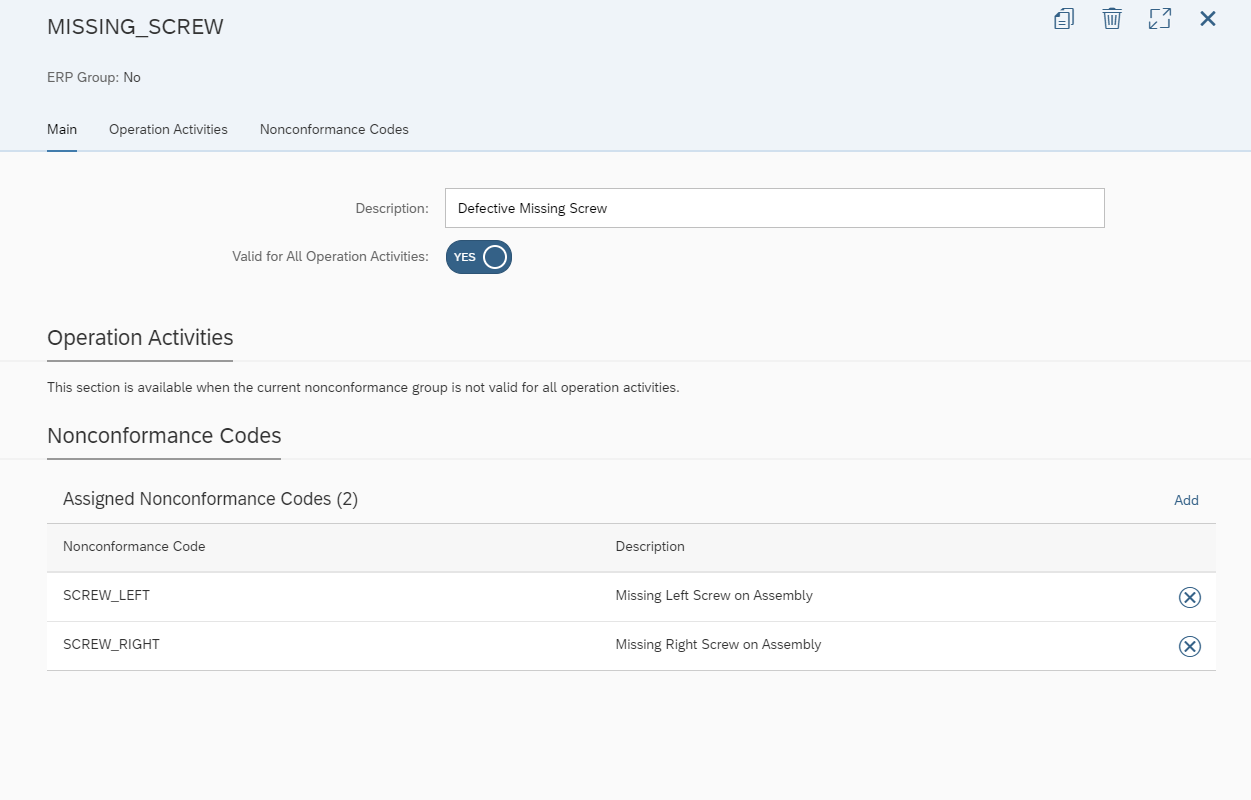 MISSING_SCREW
ERP Group: No
Main Operation Activities Nonconformance Codes
Description: Defective Missing Screw
Valid for All Operation Activities: YES
Operation Activities
This section is available when the current nonconformance group is not valid for all operation activities.
Nonconformance Codes
Assigned Nonconformance Codes (2) Add
Nonconformance Code Description
SCREW_LEFT Missing Left Screw on Assembly
SCREW_RIGHT Missing Right Screw on Assembly